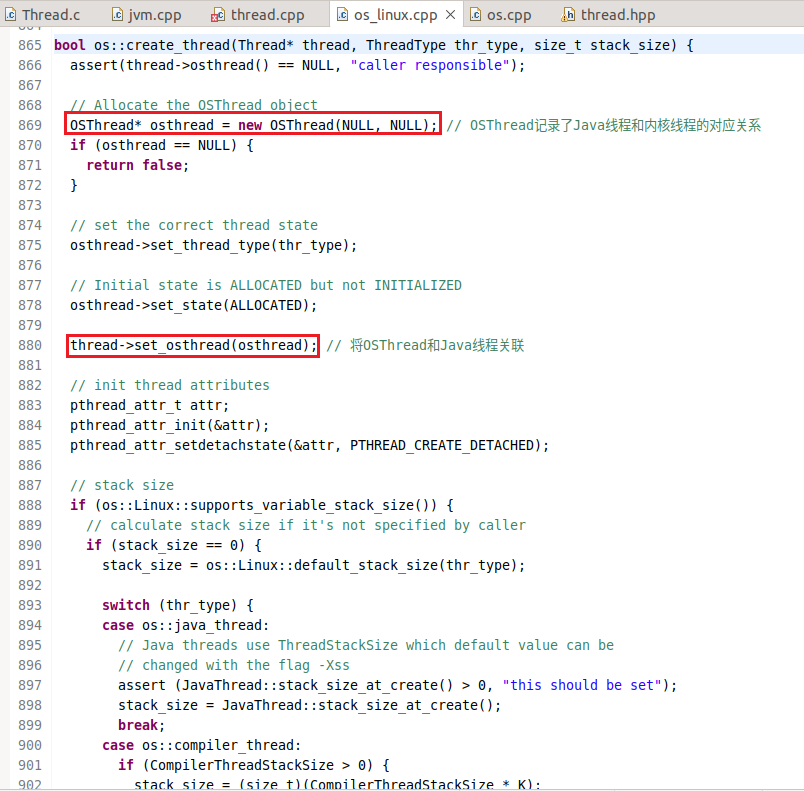 Thread.c jvm.cpp thread.cpp os_linux.cpp os.cpp thread.hpp
865 bool os::create_thread(Thread* thread, ThreadType thr_type, size_t stack_size) {
866 assert(thread->osthread() == NULL, "caller responsible");
867
868 // Allocate the OSThread object
869 OSThread* osthread = new OSThread(NULL, NULL); // OSThread记录了Java线程和内核线程的对应关系
870 if (osthread == NULL) {
871 return false;
872 }
873
874 // set the correct thread state
875 osthread->set_thread_type(thr_type);
876
877 // Initial state is ALLOCATED but not INITIALIZED
878 osthread->set_state(ALLOCATED);
879
880 thread->set_osthread(osthread); // 将OSThread和Java线程关联
881
882 // init thread attributes
883 pthread_attr_t attr;
884 pthread_attr_init(&attr);
885 pthread_attr_setdetachstate(&attr, PTHREAD_CREATE_DETACHED);
886
887 // stack size
888 if (os::Linux::supports_variable_stack_size()) {
889 // calculate stack size if it's not specified by caller
890 if (stack_size == 0) {
891 stack_size = os::Linux::default_stack_size(thr_type);
892
893 switch (thr_type) {
894 case os::java_thread:
895 // Java threads use ThreadStackSize which default value can be
896 // changed with the flag -Xss
897 assert (JavaThread::stack_size_at_create() > 0, "this should be set");
898 stack_size = JavaThread::stack_size_at_create();
899 break;
900 case os::compiler_thread:
901 if (CompilerThreadStackSize > 0) {
902 stack_size = (size_t)(CompilerThreadStackSize * K);